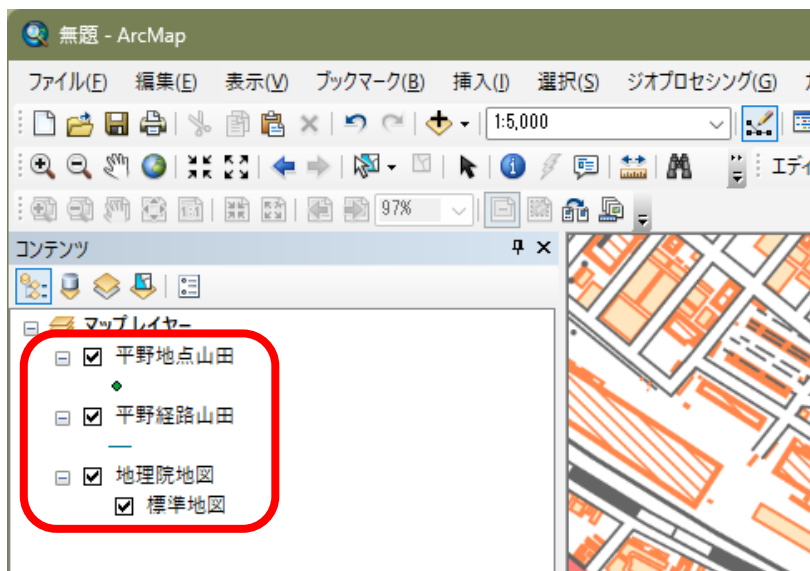 無題 - ArcMap
ファイル(F) 編集(E) 表示(V) ブックマーク(B) 挿入(I) 選択(S) ジオプロセシング(G)
1:5,000
エディ
1:1 97%
コンテンツ
マップレイヤー
平野地点山田
平野経路山田
地理院地図
標準地図